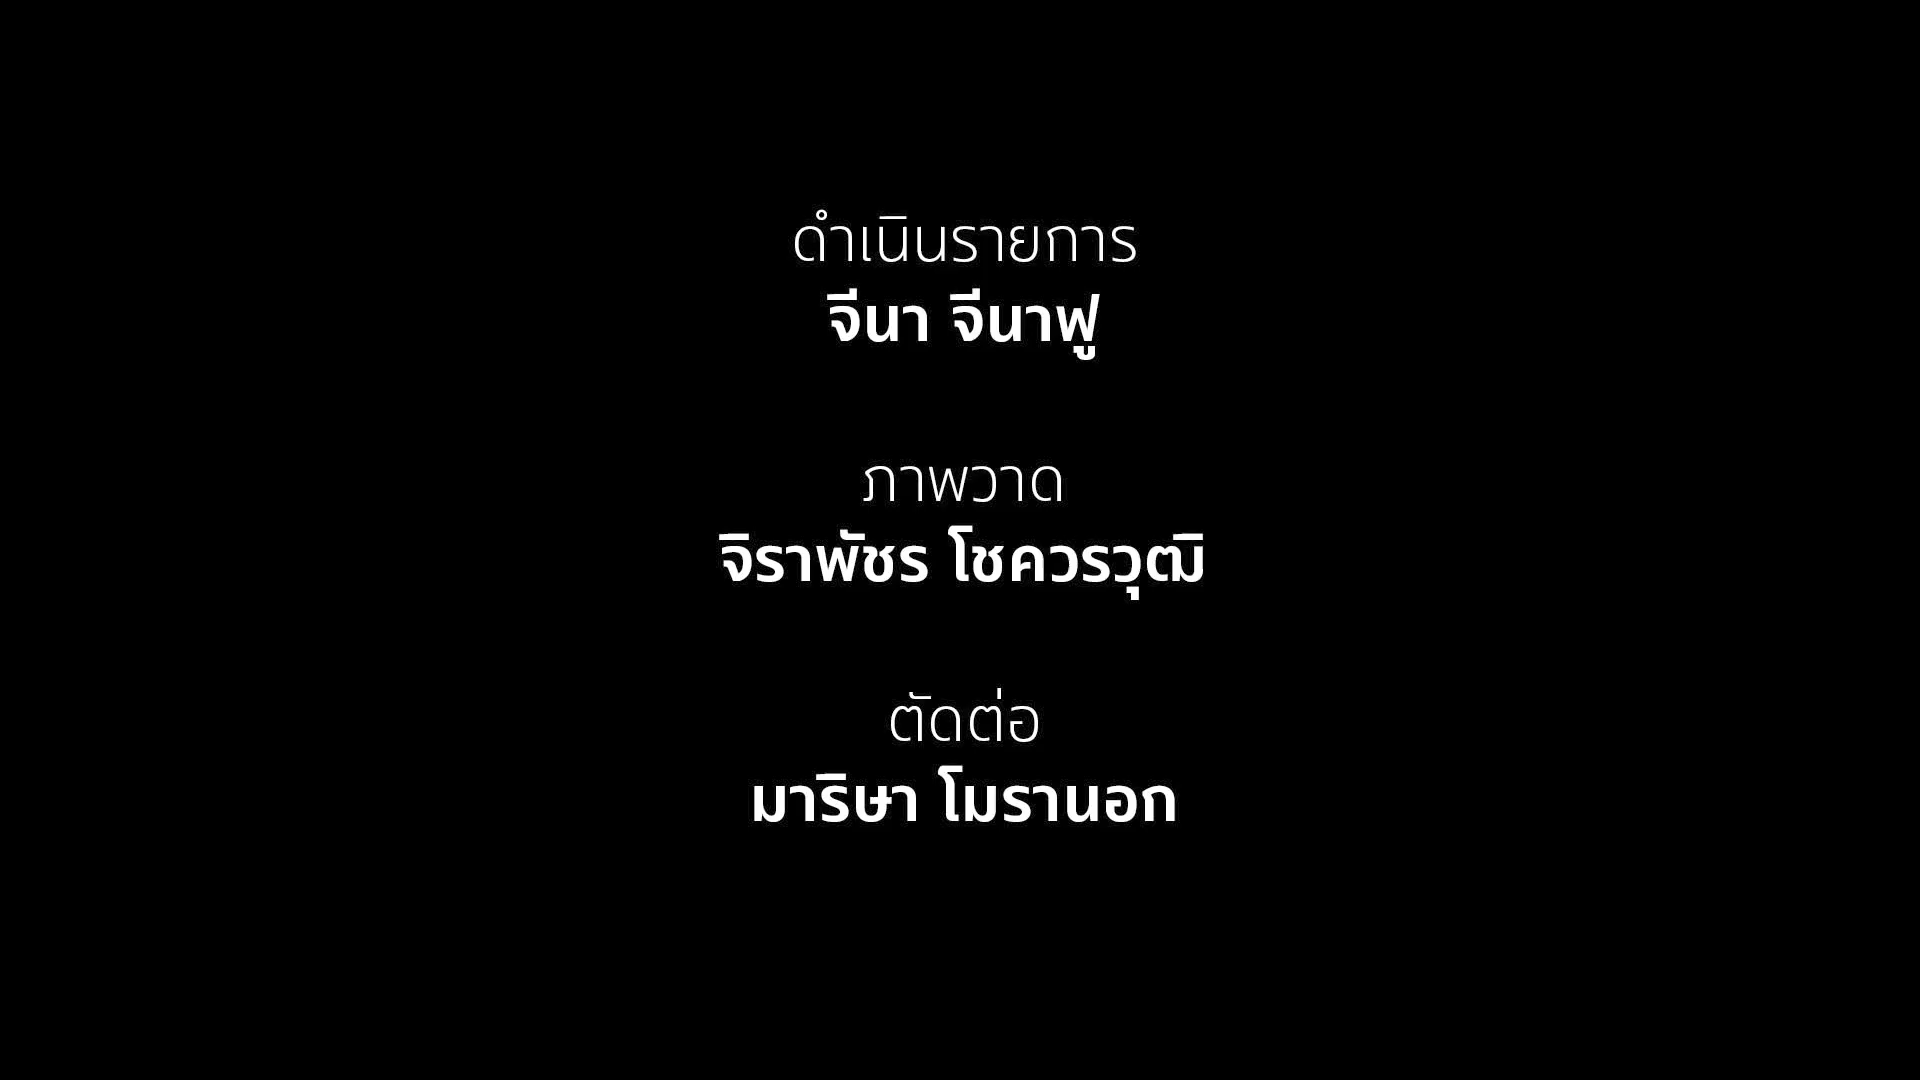 ดำเนินรายการ
จีนา จีนาฟู
ภาพวาด
จิราพัชร โชควรวุฒิ
ตัดต่อ
มาริษา โมรานอก